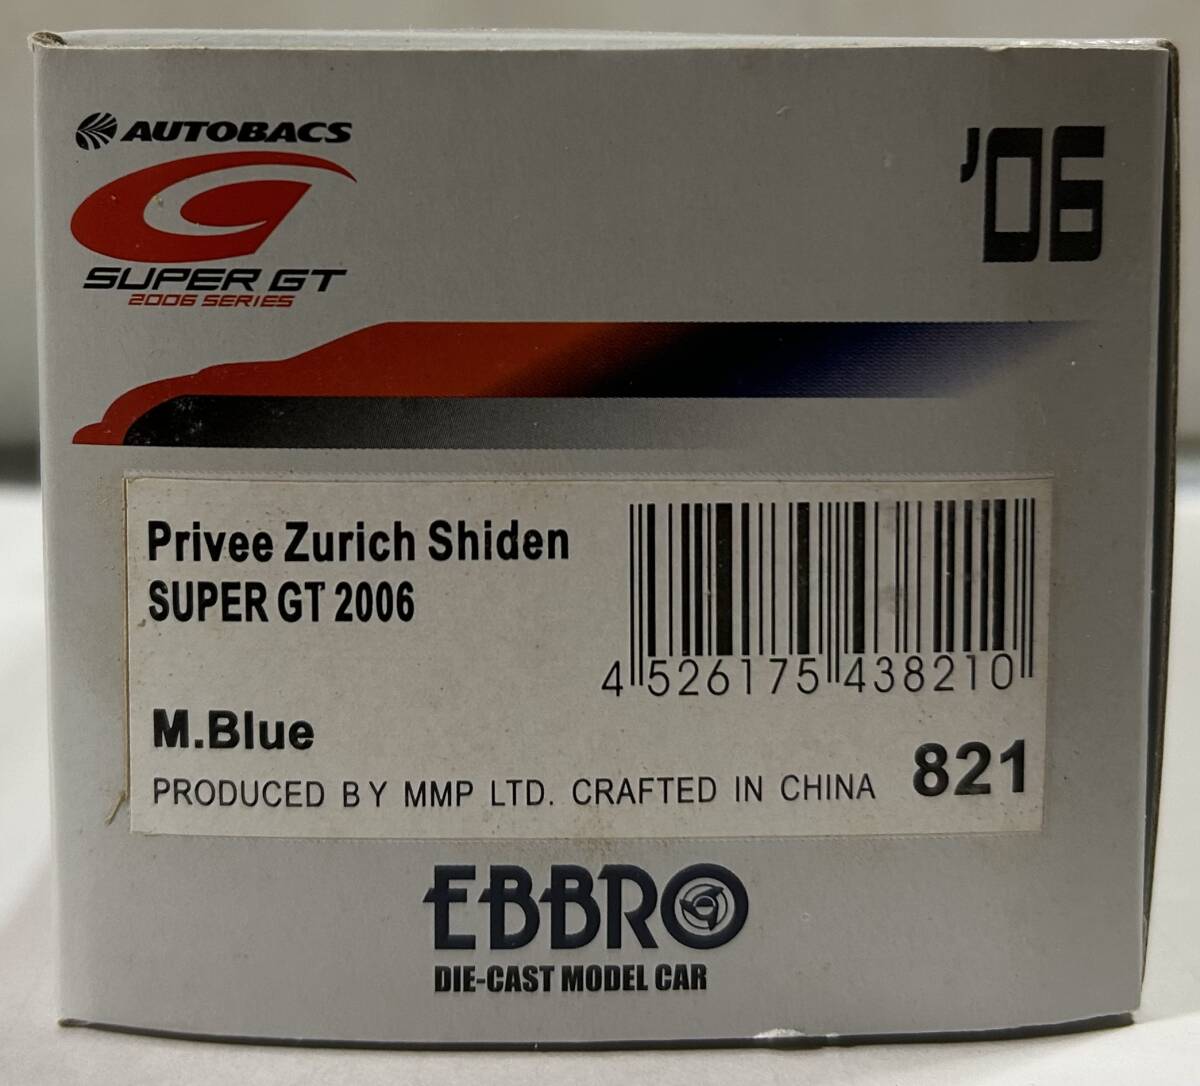 AUTOBACS
SUPER GT
2006 SERIES
'06
Privee Zurich Shiden
SUPER GT 2006
4 526175 438210
M.Blue
821
PRODUCED BY MMP LTD. CRAFTED IN CHINA
EBBRO
DIE-CAST MODEL CAR